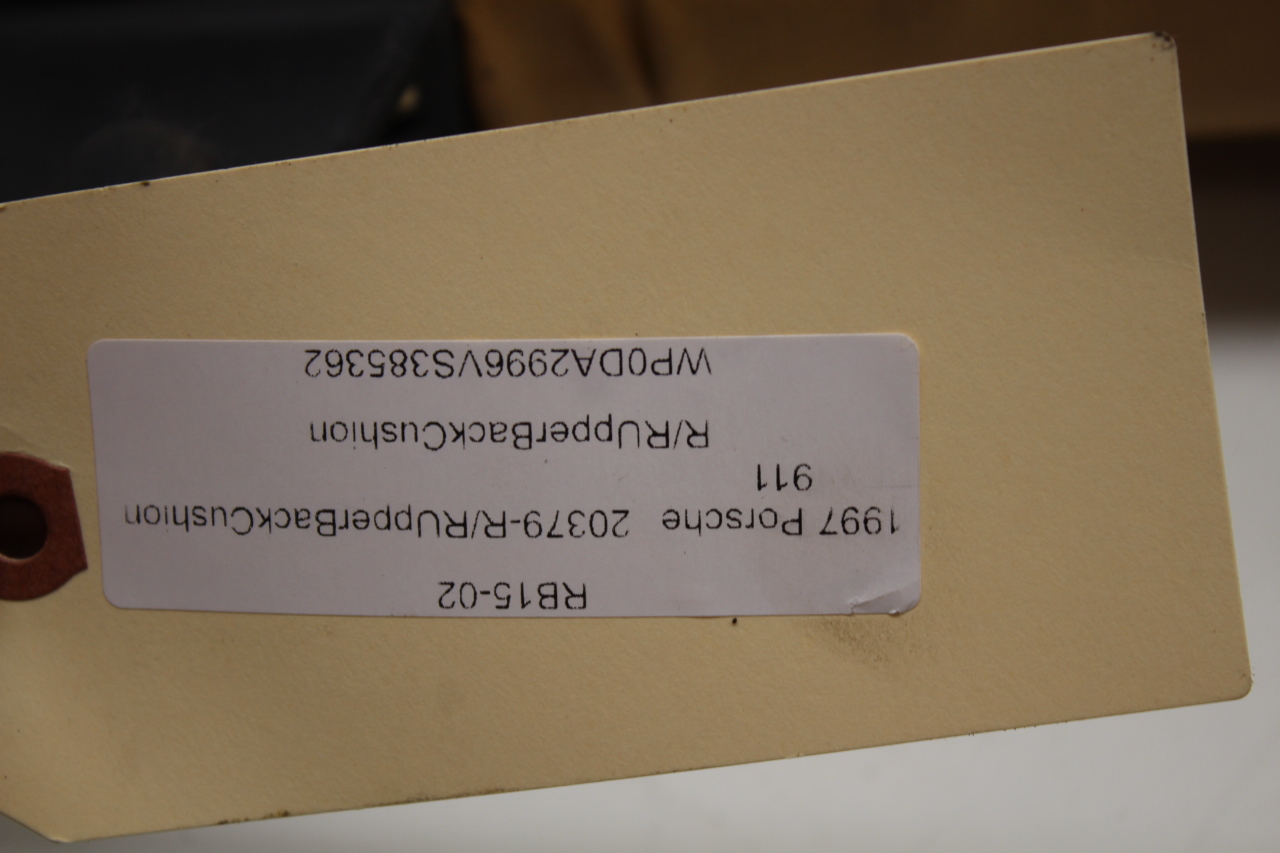 RB15-02
1997 Porsche 20379-R/RUpperBackCushion
911
R/RUpperBackCushion
WP0DA2996VS385362